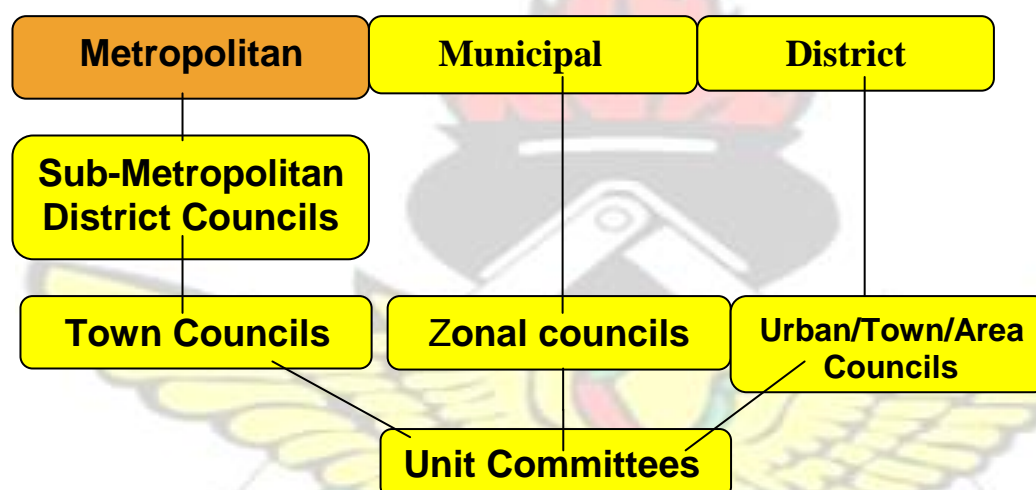 Metropolitan
Municipal
District
Sub-Metropolitan
District Councils
Town Councils
Zonal councils
Urban/Town/Area
Councils
Unit Committees